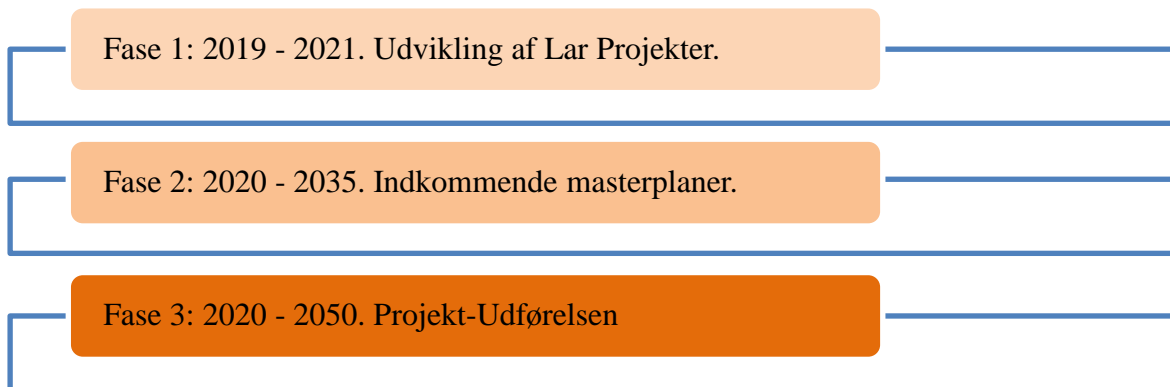 Fase 1: 2019 - 2021. Udvikling af Lar Projekter.
Fase 2: 2020 - 2035. Indkommende masterplaner.
Fase 3: 2020 - 2050. Projekt-Udførelsen